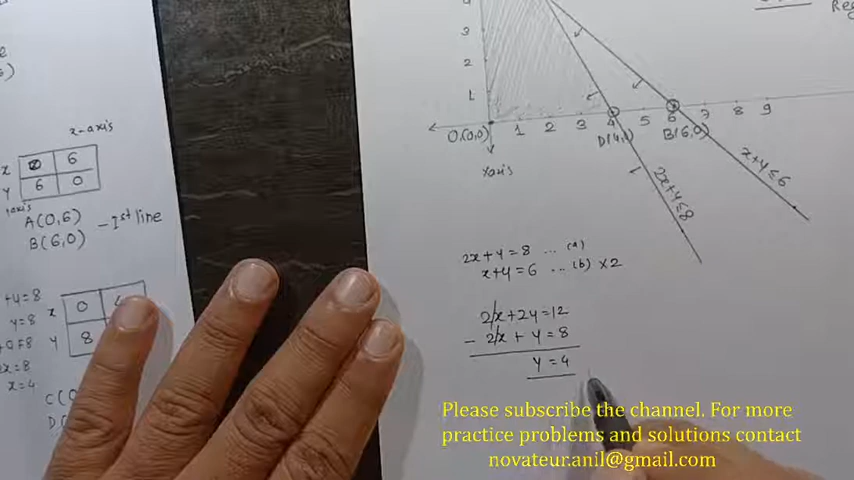 x-axis
x 0 6
y 6 0
A(0,6)
B(6,0) - Ist line
y=8
2x=8
x=4
x 0
y 8
4
3
2
1
O(0,0) 1 2 3 4 5 6 7 8 9
D(4,0) B(6,0)
x+y≤6
2x+y≤8
2x+y=8 ... (a)
x+y=6 ... (b) ×2
2x+2y=12
- 2x+y=8
y=4
Please subscribe the channel. For more
practice problems and solutions contact
novateur.anil@gmail.com